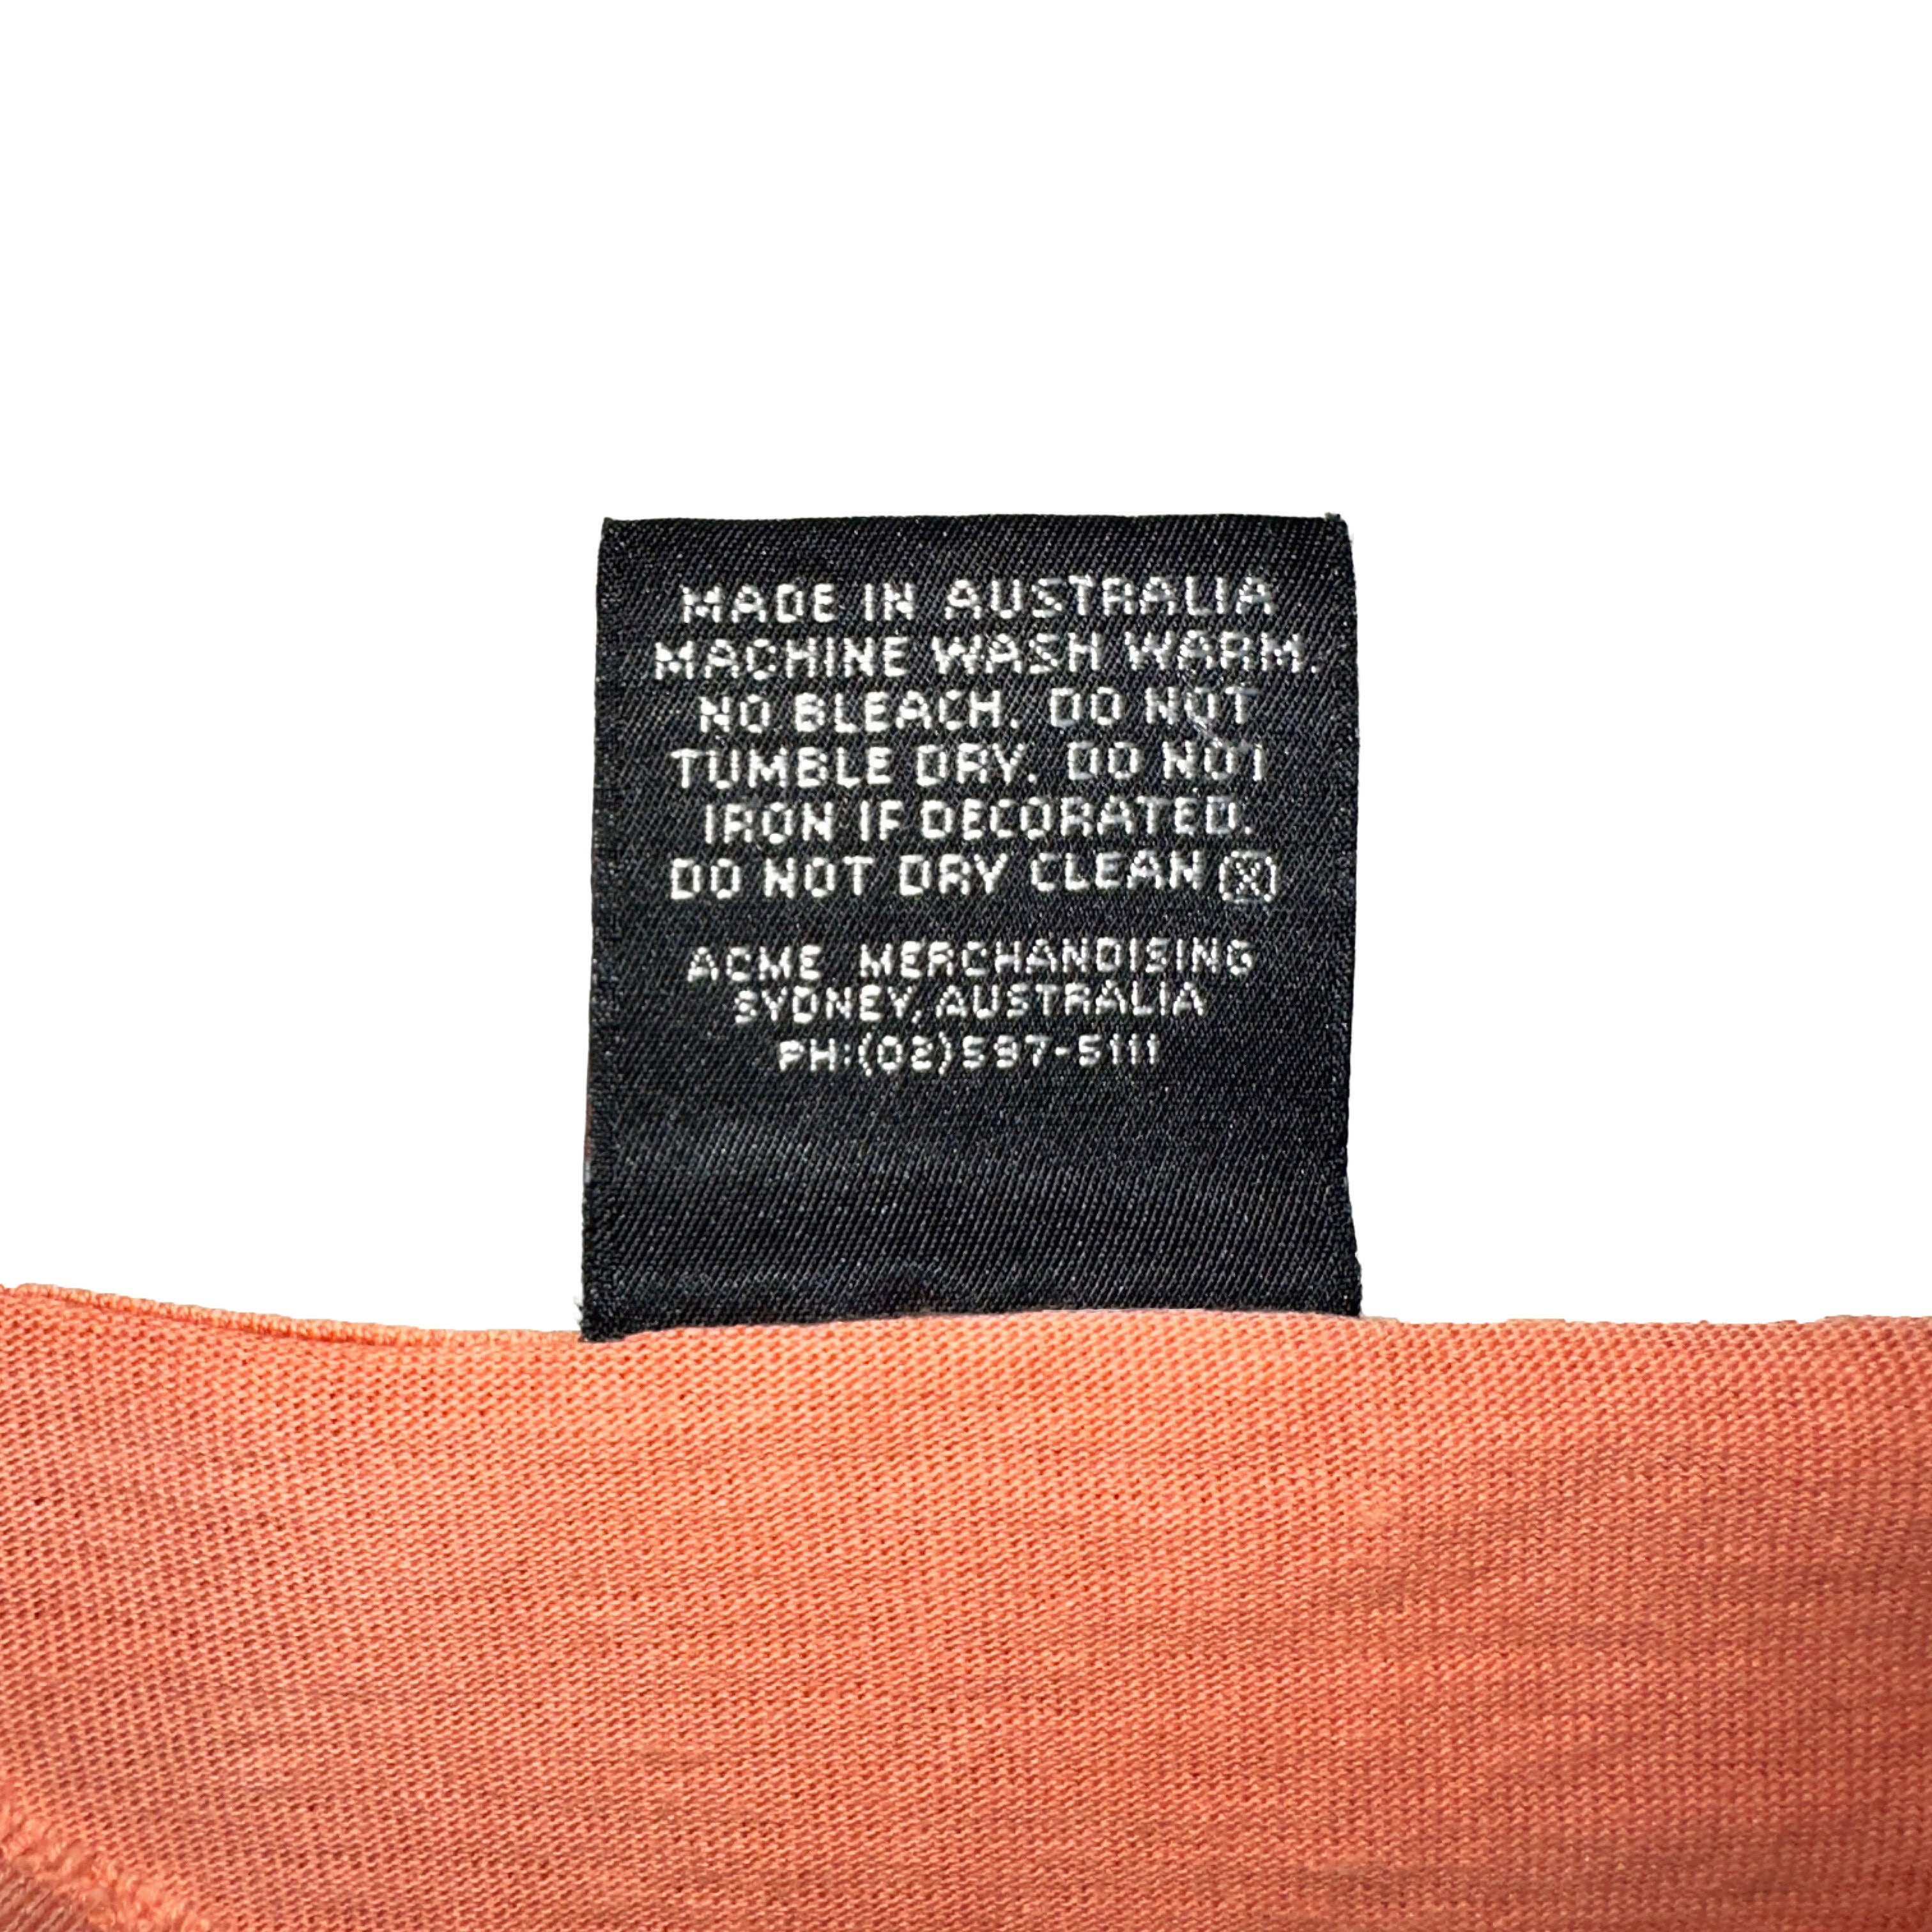 MADE IN AUSTRALIA
MACHINE WASH WARM.
NO BLEACH. DO NOT
TUMBLE DRY. DO NOT
IRON IF DECORATED.
DO NOT DRY CLEAN
ACME MERCHANDISING
SYDNEY, AUSTRALIA
PH:(02)597-5111